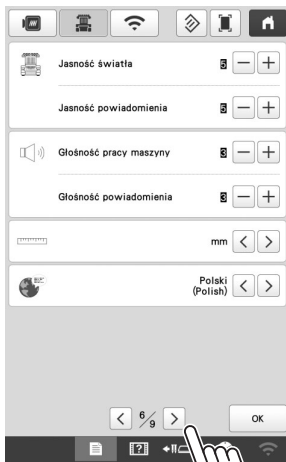 Jasność światła 5 − +
Jasność powiadomienia 5 − +
Głośność pracy maszyny 3 − +
Głośność powiadomienia 3 − +
mm < >
Polski
(Polish) < >
< 6/9 > OK